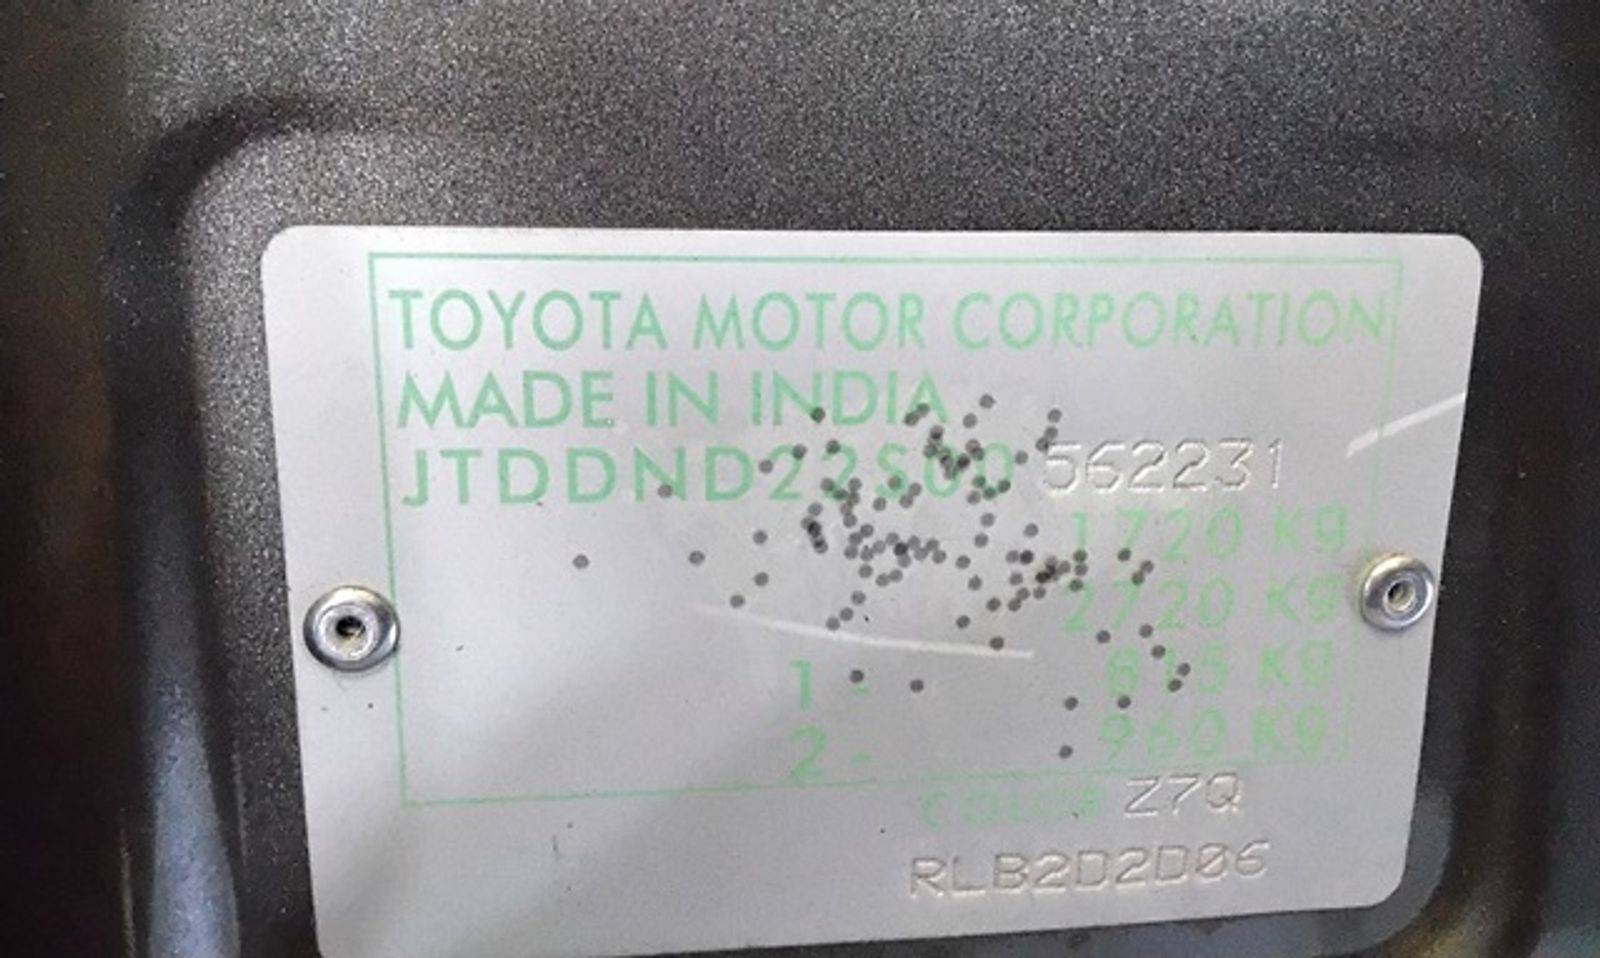 TOYOTA MOTOR CORPORATION
MADE IN INDIA
JTDDND22S00 562231
1720 Kg
2720 Kg
1 - 815 Kg
2 - 960 Kg
COLOR Z7Q
RLB2D2D06